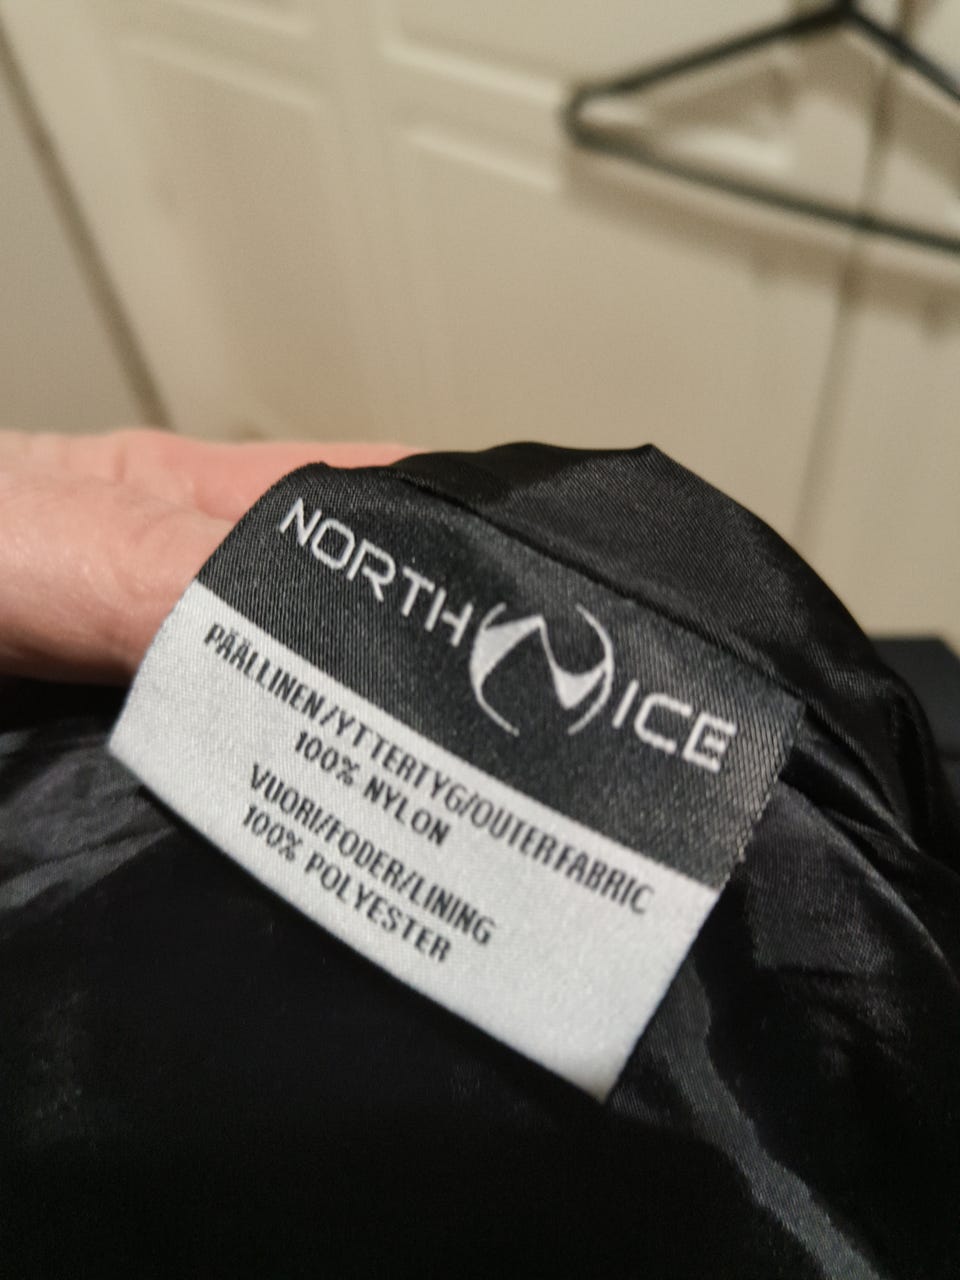 NORTH ICE
PÄÄLLINEN/YTTERTYG/OUTERFABRIC
100% NYLON
VUORI/FODER/LINING
100% POLYESTER